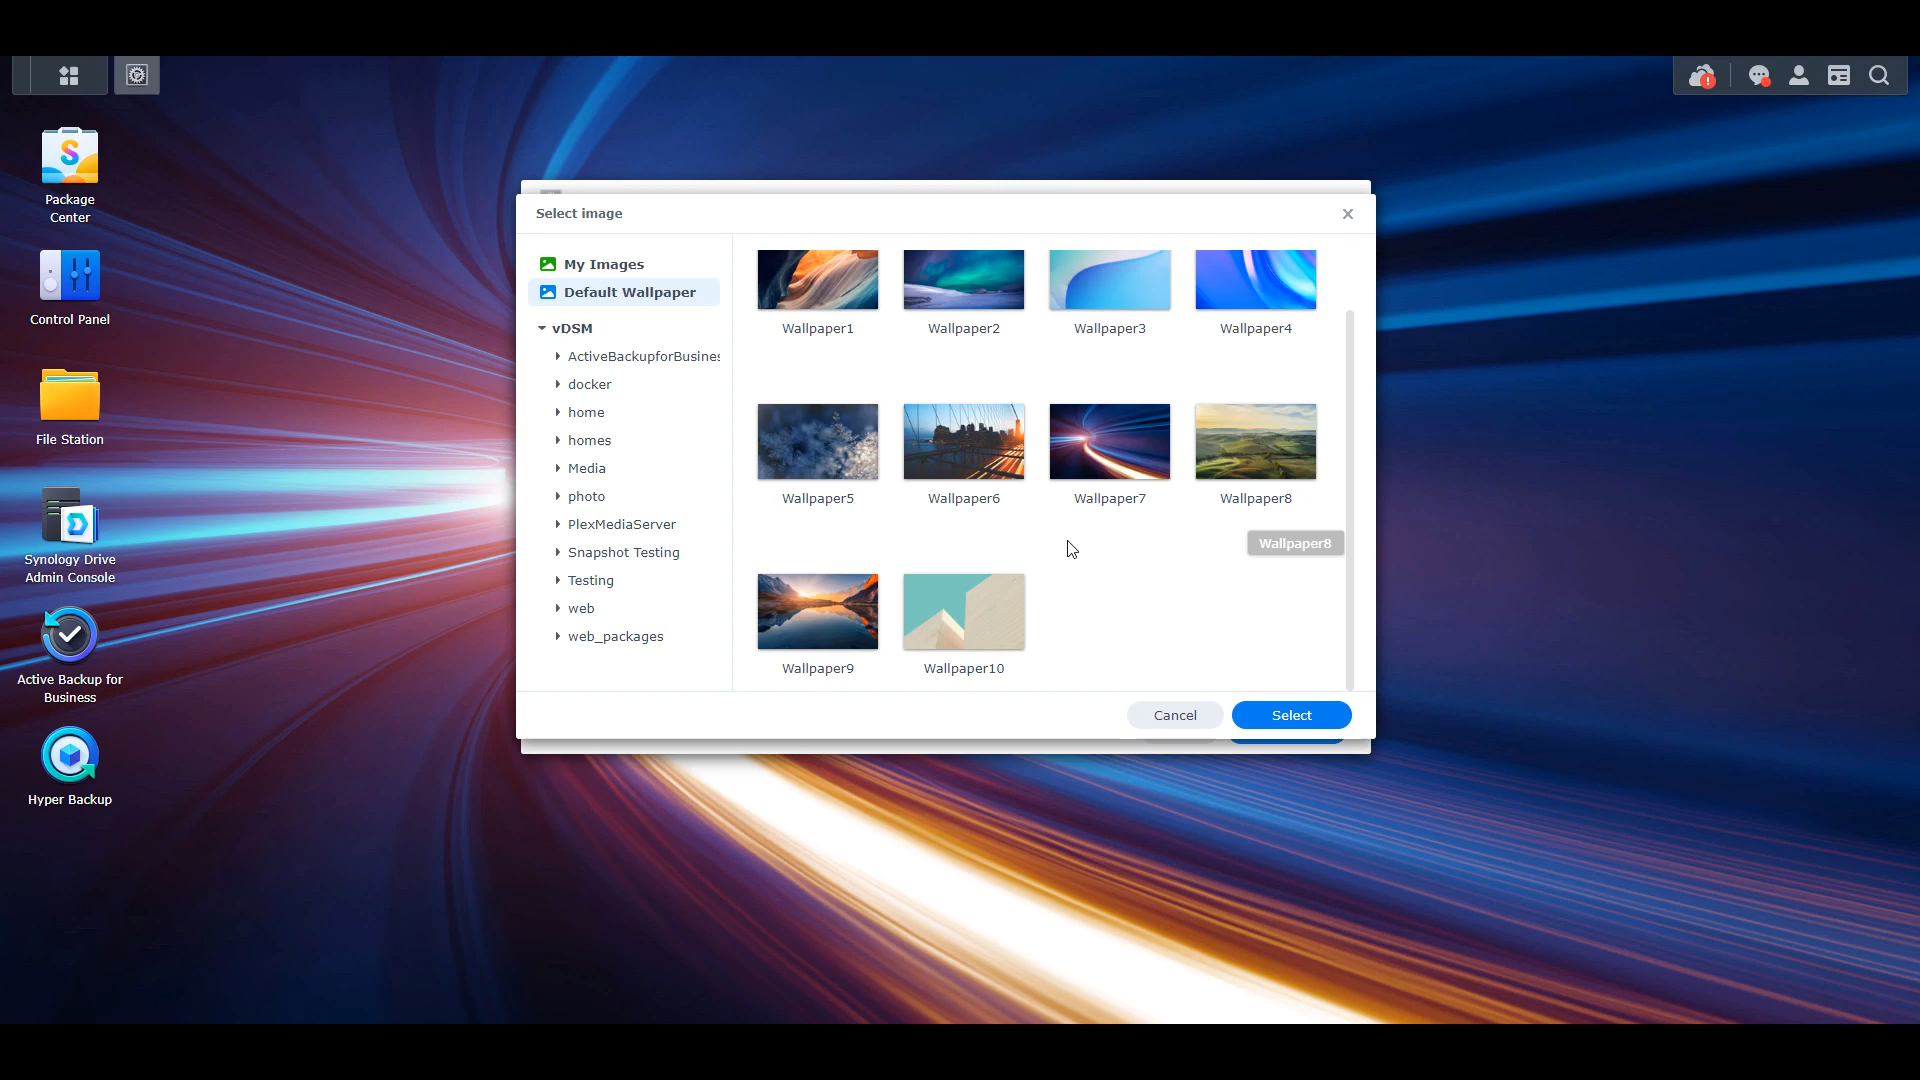 Package
Center
Control Panel
File Station
Synology Drive
Admin Console
Active Backup for
Business
Hyper Backup
Select image
My Images
Default Wallpaper
vDSM
ActiveBackupforBusines
docker
home
homes
Media
photo
PlexMediaServer
Snapshot Testing
Testing
web
web_packages
Wallpaper1
Wallpaper2
Wallpaper3
Wallpaper4
Wallpaper5
Wallpaper6
Wallpaper7
Wallpaper8
Wallpaper8
Wallpaper9
Wallpaper10
Cancel
Select